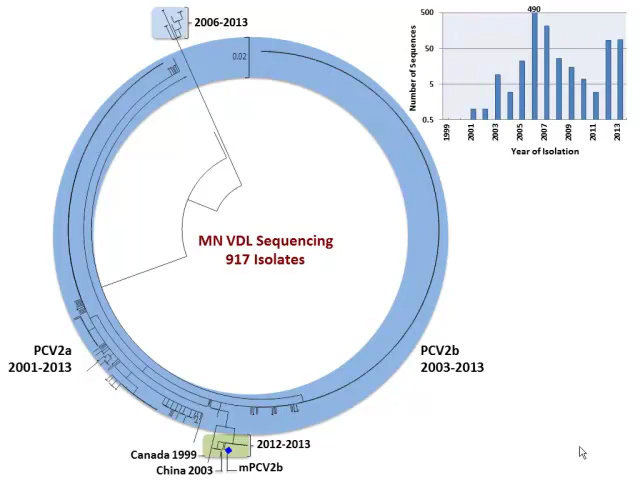 2006-2013
0.02
MN VDL Sequencing
917 Isolates
PCV2a
2001-2013
PCV2b
2003-2013
2012-2013
Canada 1999
China 2003
mPCV2b
490
500
50
5
0.5
Number of Sequences
1999
2001
2003
2005
2007
2009
2011
2013
Year of Isolation